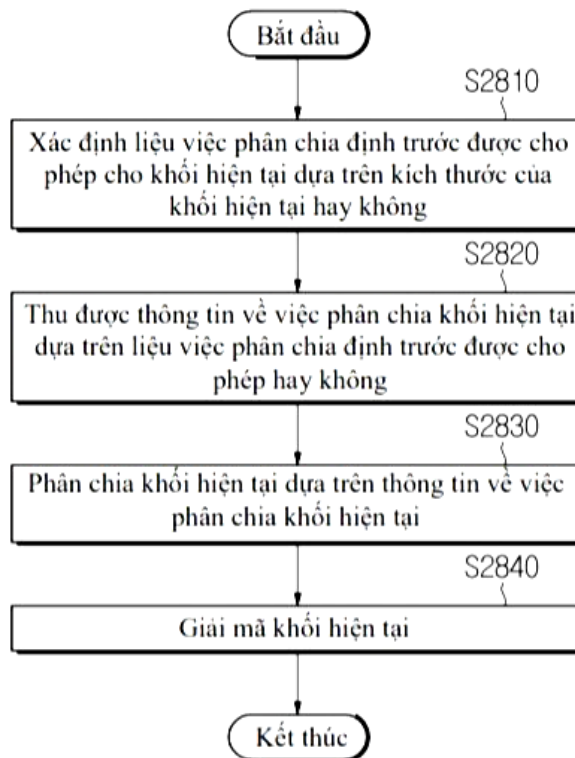 Bắt đầu
S2810
Xác định liệu việc phân chia định trước được cho
phép cho khối hiện tại dựa trên kích thước của
khối hiện tại hay không
S2820
Thu được thông tin về việc phân chia khối hiện tại
dựa trên liệu việc phân chia định trước được cho
phép hay không
S2830
Phân chia khối hiện tại dựa trên thông tin về việc
phân chia khối hiện tại
S2840
Giải mã khối hiện tại
Kết thúc